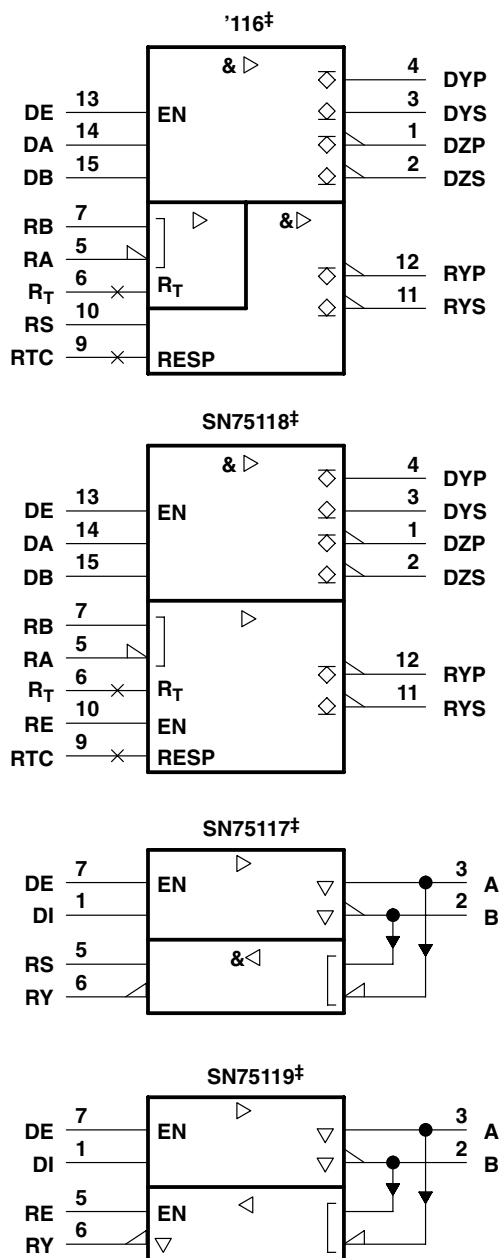 '116‡
& ▷
4 DYP
DE 13 EN 3 DYS
DA 14 1 DZP
DB 15 2 DZS
RB 7 ▷ &▷
RA 5
RT 6 RT 12 RYP
RS 10 11 RYS
RTC 9 RESP
SN75118‡
& ▷
4 DYP
DE 13 EN 3 DYS
DA 14 1 DZP
DB 15 2 DZS
RB 7 ▷
RA 5 12 RYP
RT 6 RT
RE 10 EN 11 RYS
RTC 9 RESP
SN75117‡
▷
DE 7 EN ▽ 3 A
DI 1 ▽ 2 B
RS 5 &◁
RY 6
SN75119‡
▷
DE 7 EN ▽ 3 A
DI 1 ▽ 2 B
RE 5 EN ◁
RY 6 ▽